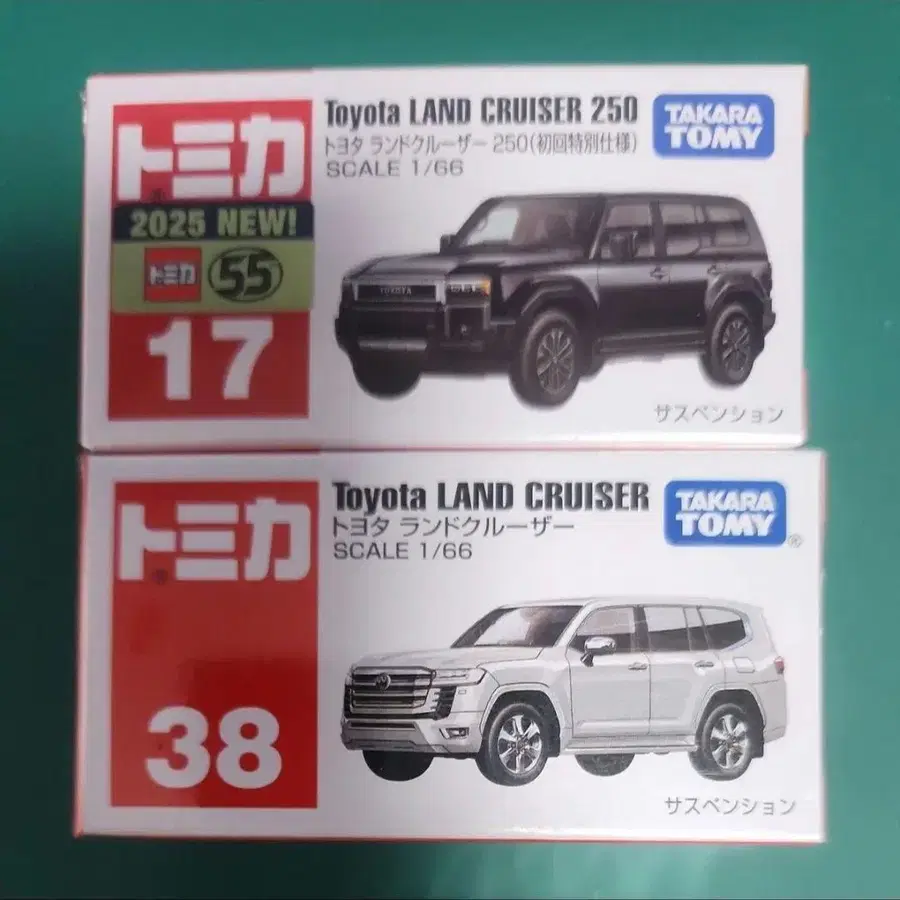 トミカ
®
2025 NEW!
トミカ 55
17
Toyota LAND CRUISER 250
トヨタ ランドクルーザー 250(初回特別仕様)
SCALE 1/66
TAKARA
TOMY
TOYOTA
サスペンション
トミカ
®
38
Toyota LAND CRUISER
トヨタ ランドクルーザー
SCALE 1/66
TAKARA
TOMY
®
サスペンション